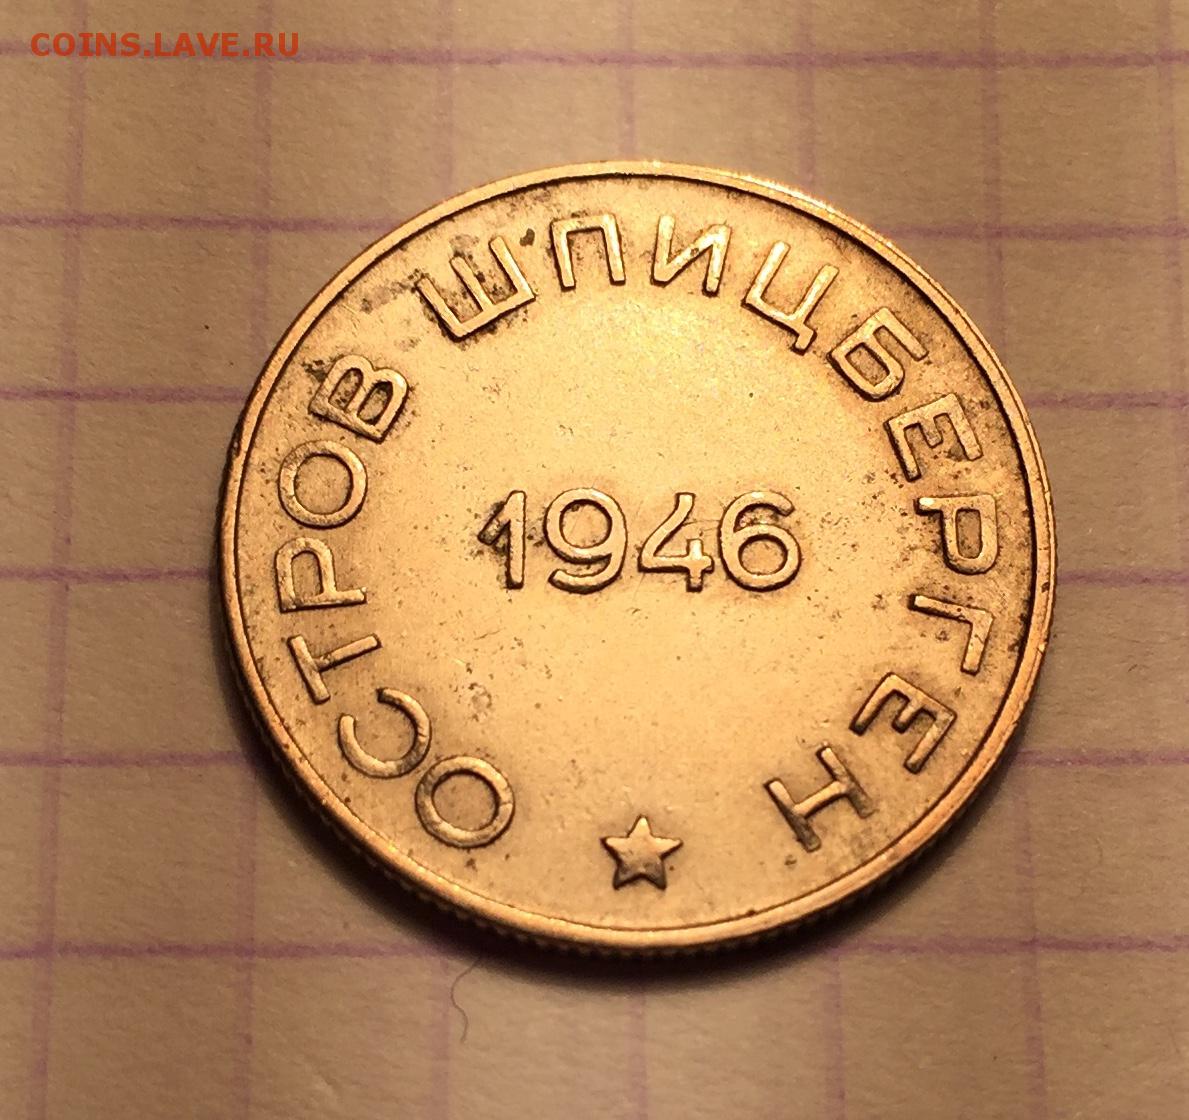 COINS.LAVE.RU
ОСТРОВ ШПИЦБЕРГЕН
1946